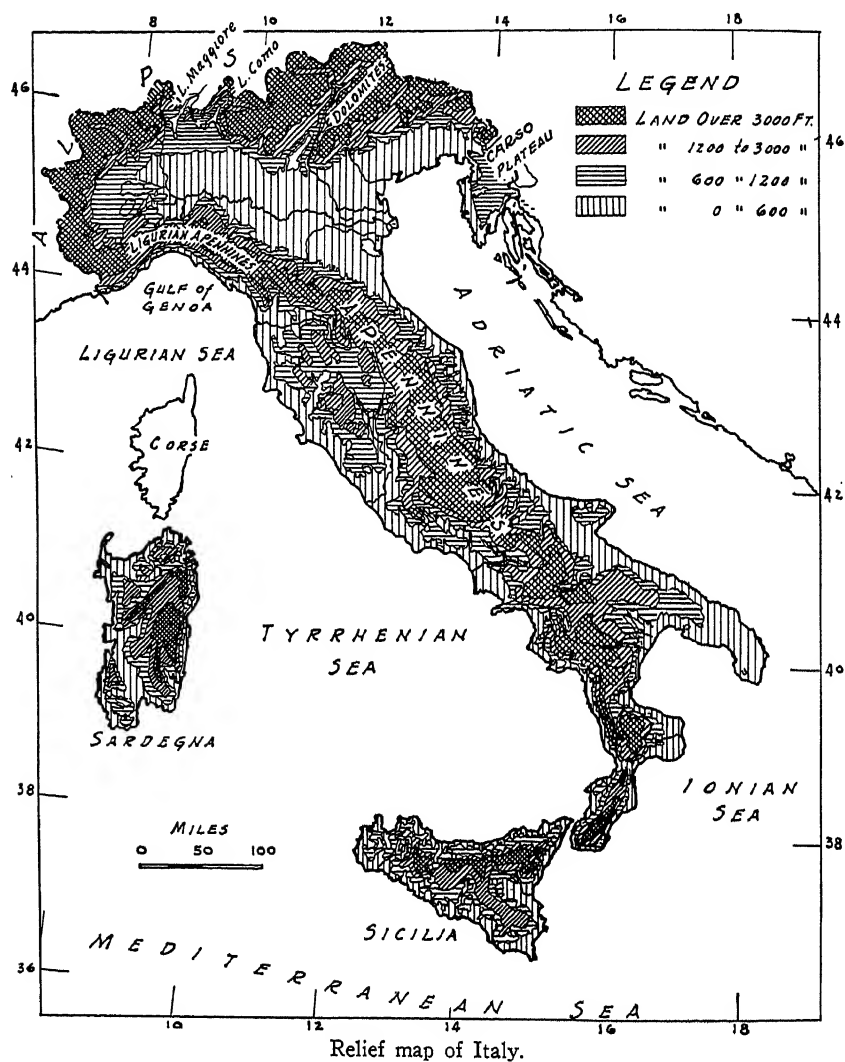 8 10 12 14 16 18
46
44
42
40
38
36
46
44
42
40
38
10 12 14 16 18
A L P S
L. Maggiore
L. Como
DOLOMITES
LEGEND
LAND OVER 3000 FT.
" 1200 to 3000 "
" 600 " 1200 "
" 0 " 600 "
CARSO
PLATEAU
LIGURIAN APENNINES
GULF OF
GENOA
LIGURIAN SEA
APENNINES
ADRIATIC SEA
CORSE
TYRRHENIAN
SEA
SARDEGNA
IONIAN
SEA
MILES
0 50 100
SICILIA
MEDITERRANEAN SEA
Relief map of Italy.